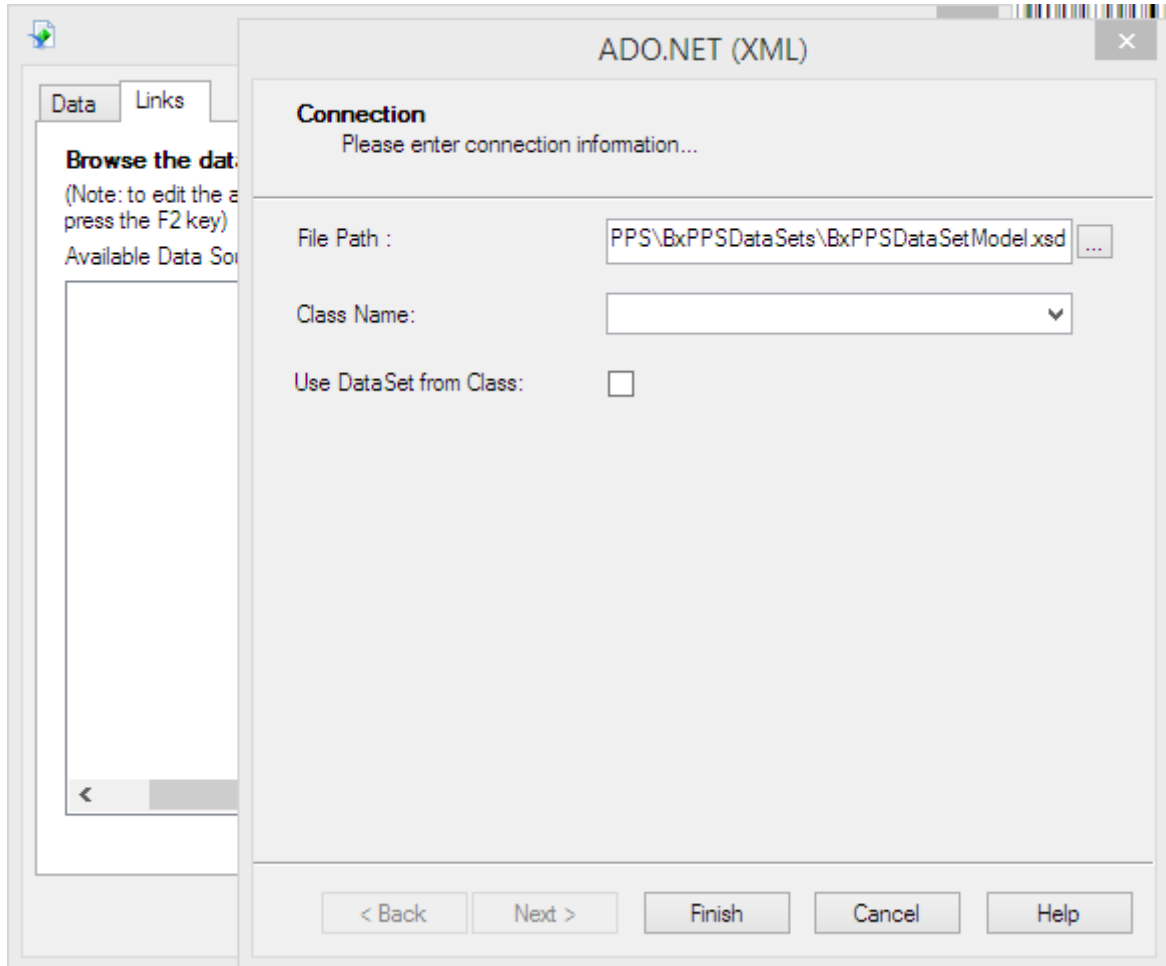 ADO.NET (XML)
Data
Links
Browse the dat
(Note: to edit the a
press the F2 key)
Available Data Sou
Connection
Please enter connection information...
File Path :
PPS\BxPPSDataSets\BxPPSDataSetModel.xsd
...
Class Name:
Use DataSet from Class:
< Back
Next >
Finish
Cancel
Help